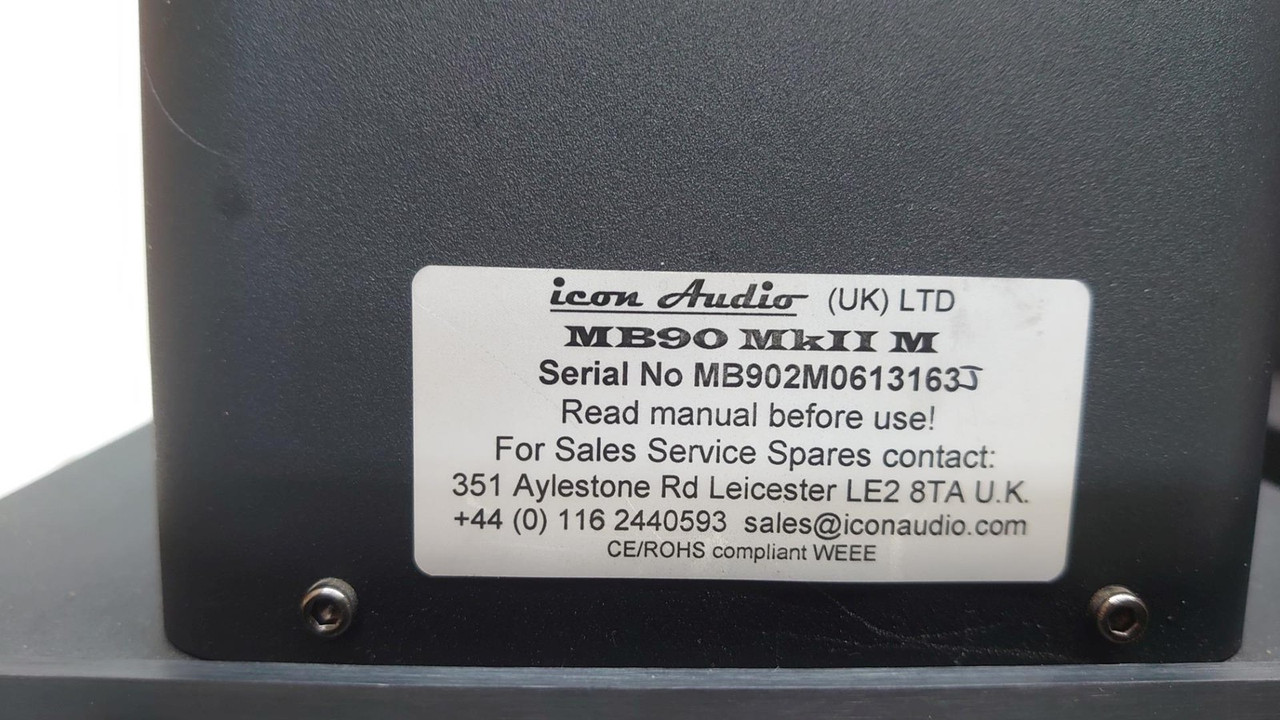 icon Audio (UK) LTD
MB90 MkII M
Serial No MB902M0613163J
Read manual before use!
For Sales Service Spares contact:
351 Aylestone Rd Leicester LE2 8TA U.K.
+44 (0) 116 2440593 sales@iconaudio.com
CE/ROHS compliant WEEE